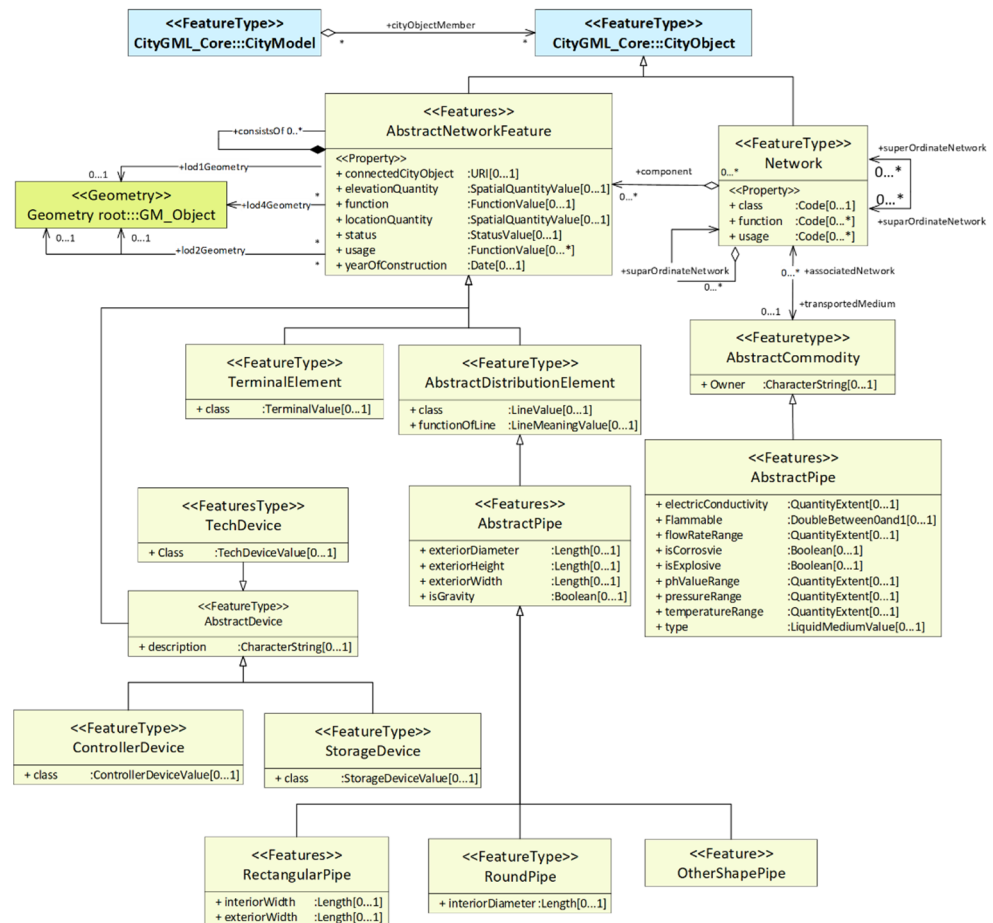 <<FeatureType>>
CityGML_Core:::CityModel
+cityObjectMember
*
*
<<FeatureType>>
CityGML_Core:::CityObject
<<Features>>
AbstractNetworkFeature
<<Property>>
+ connectedCityObject :URI[0...1]
+ elevationQuantity :SpatialQuantityValue[0...1]
+ function :FunctionValue[0...1]
+ locationQuantity :SpatialQuantityValue[0...1]
+ status :StatusValue[0...1]
+ usage :FunctionValue[0...*]
+ yearOfConstruction :Date[0...1]
+consistsOf 0..*
+lod1Geometry
0...1
*
+lod4Geometry
<<Geometry>>
Geometry root:::GM_Object
0...1
0...1
+lod2Geometry
*
*
+component
0...*
0...*
<<FeatureType>>
Network
<<Property>>
+ class :Code[0...1]
+ function :Code[0...*]
+ usage :Code[0...*]
+superOrdinateNetwork
0...*
0...*
+suparOrdinateNetwork
+suparOrdinateNetwork
0...*
0...*
+associatedNetwork
+transportedMedium
0...1
<<Featuretype>>
AbstractCommodity
+ Owner :CharacterString[0...1]
<<FeatureType>>
TerminalElement
+ class :TerminalValue[0...1]
<<FeatureType>>
AbstractDistributionElement
+ class :LineValue[0...1]
+ functionOfLine :LineMeaningValue[0...1]
<<Features>>
AbstractPipe
+ electricConductivity :QuantityExtent[0...1]
+ Flammable :DoubleBetween0and1[0...1]
+ flowRateRange :QuantityExtent[0...1]
+ isCorrosvie :Boolean[0...1]
+ isExplosive :Boolean[0...1]
+ phValueRange :QuantityExtent[0...1]
+ pressureRange :QuantityExtent[0...1]
+ temperatureRange :QuantityExtent[0...1]
+ type :LiquidMediumValue[0...1]
<<FeaturesType>>
TechDevice
+ Class :TechDeviceValue[0...1]
<<Features>>
AbstractPipe
+ exteriorDiameter :Length[0...1]
+ exteriorHeight :Length[0...1]
+ exteriorWidth :Length[0...1]
+ isGravity :Boolean[0...1]
<<FeatureType>>
AbstractDevice
+ description :CharacterString[0...1]
<<FeatureType>>
ControllerDevice
+ class :ControllerDeviceValue[0...1]
<<FeatureType>>
StorageDevice
+ class :StorageDeviceValue[0...1]
<<Features>>
RectangularPipe
+ interiorWidth :Length[0...1]
+ exteriorWidth :Length[0...1]
<<FeatureType>>
RoundPipe
+ interiorDiameter :Length[0...1]
<<Feature>>
OtherShapePipe